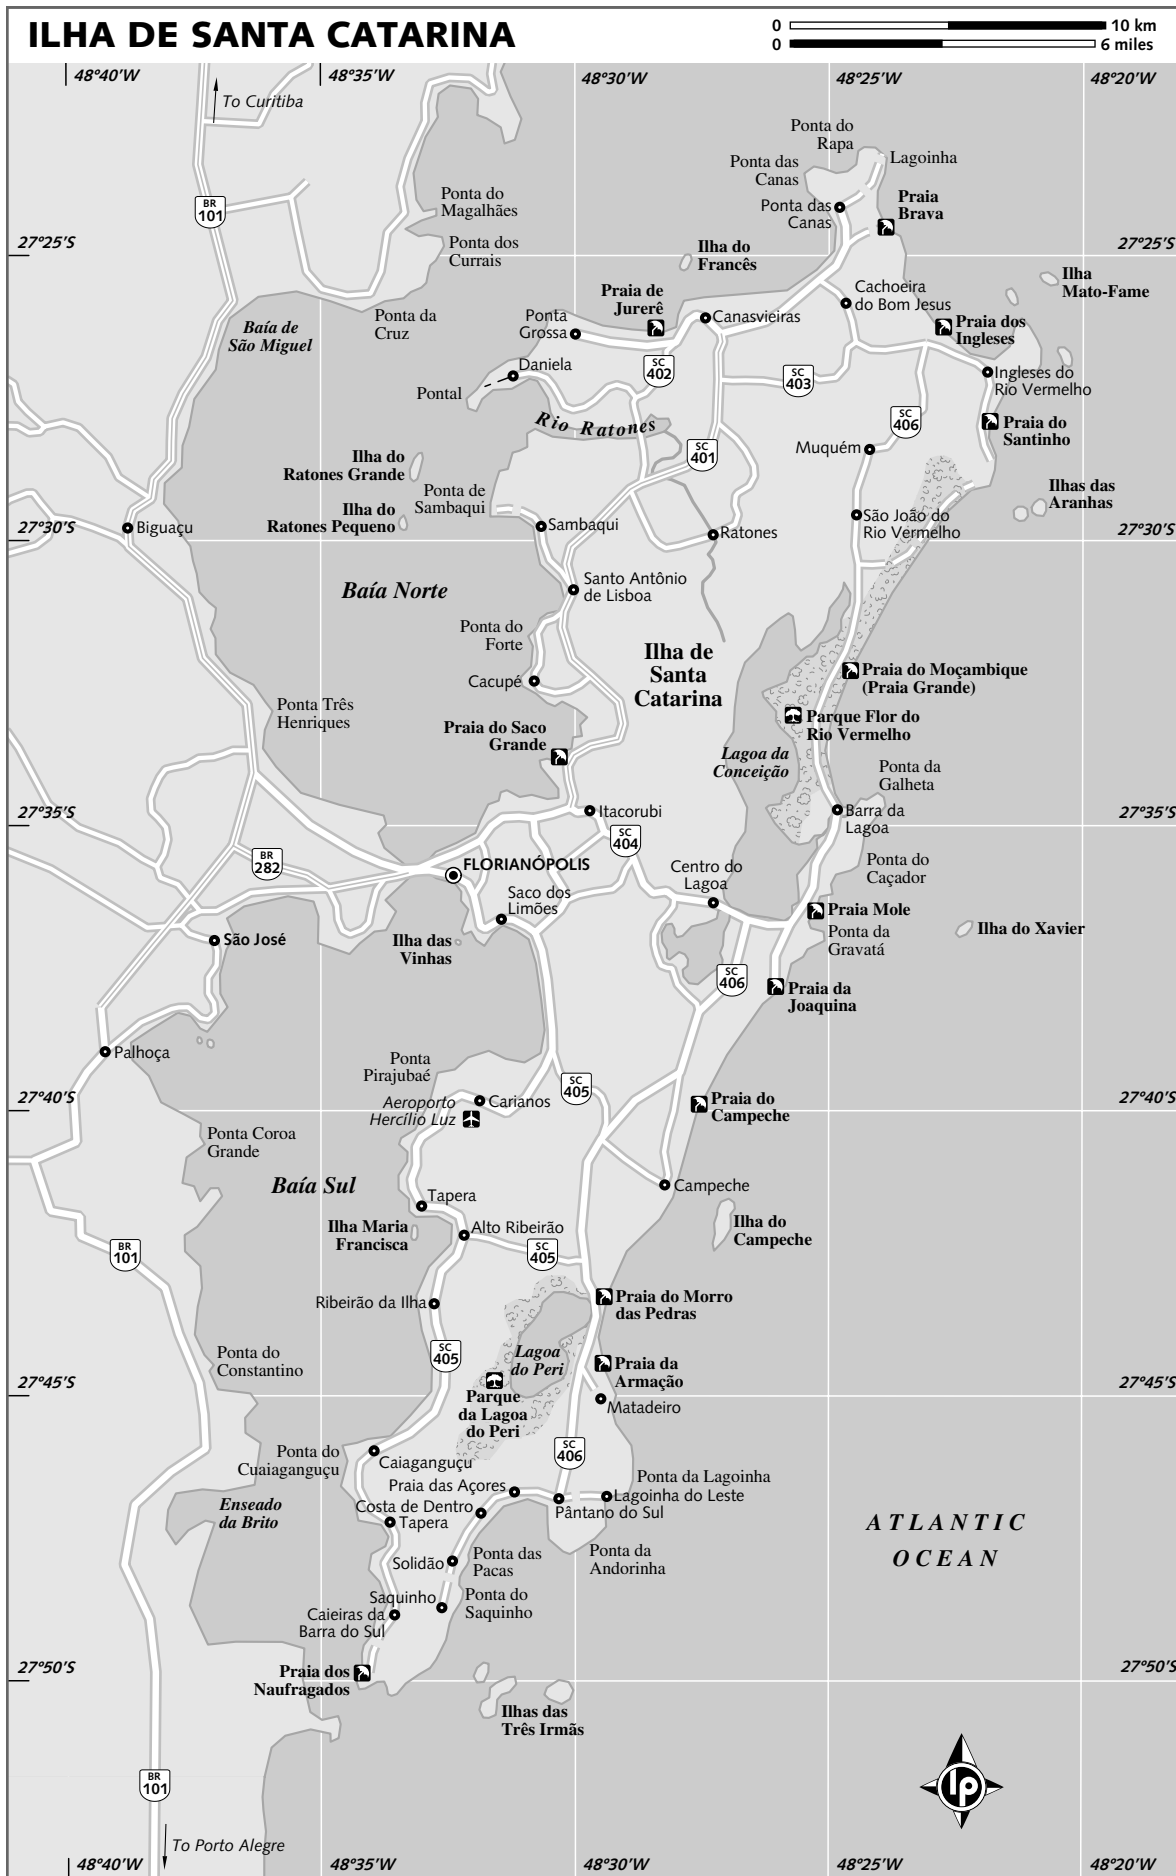 ILHA DE SANTA CATARINA
0
10 km
0
6 miles
48°40'W
48°35'W
48°30'W
48°25'W
48°20'W
To Curitiba
Ponta do
Rapa
Lagoinha
Ponta das
Canas
Ponta do
Magalhães
BR
101
Praia
Brava
Ponta das
Canas
27°25'S
Ponta dos
Currais
Ilha do
Francês
27°25'S
Ilha
Mato-Fame
Praia de
Jurerê
Cachoeira
do Bom Jesus
Baía de
São Miguel
Ponta da
Cruz
Ponta
Grossa
Canasvieiras
Praia dos
Ingleses
Daniela
SC
402
SC
403
Ingleses do
Rio Vermelho
Pontal
Rio Ratones
SC
406
Praia do
Santinho
SC
401
Muquém
Ilha do
Ratones Grande
Ponta de
Sambaqui
Ilhas das
Aranhas
Ilha do
Ratones Pequeno
Biguaçu
Sambaqui
São João do
Rio Vermelho
Ratones
27°30'S
27°30'S
Baía Norte
Santo Antônio
de Lisboa
Ponta do
Forte
Ilha de
Santa
Catarina
Cacupé
Praia do Moçambique
(Praia Grande)
Ponta Três
Henriques
Praia do Saco
Grande
Parque Flor do
Rio Vermelho
Lagoa da
Conceição
Ponta da
Galheta
27°35'S
27°35'S
Itacorubi
Barra da
Lagoa
SC
404
BR
282
FLORIANÓPOLIS
Centro do
Lagoa
Ponta do
Caçador
Saco dos
Limões
Praia Mole
São José
Ilha das
Vinhas
Ponta da
Gravatá
Ilha do Xavier
SC
406
Praia da
Joaquina
Palhoça
Ponta
Pirajubaé
SC
405
Aeroporto
Hercílio Luz
Carianos
Praia do
Campeche
27°40'S
27°40'S
Ponta Coroa
Grande
Baía Sul
Campeche
Tapera
Ilha Maria
Francisca
Alto Ribeirão
Ilha do
Campeche
BR
101
SC
405
Ribeirão da Ilha
Praia do Morro
das Pedras
Ponta do
Constantino
SC
405
Lagoa
do Peri
Praia da
Armação
27°45'S
27°45'S
Parque
da Lagoa
do Peri
Matadeiro
Ponta do
Cuaiaganguçu
Caiaganguçu
SC
406
Ponta da Lagoinha
Praia das Açores
Lagoinha do Leste
Enseado
da Brito
Costa de Dentro
Pântano do Sul
Tapera
ATLANTIC
OCEAN
Solidão
Ponta das
Pacas
Ponta da
Andorinha
Saquinho
Ponta do
Saquinho
Caieiras da
Barra do Sul
Praia dos
Naufragados
27°50'S
27°50'S
Ilhas das
Três Irmãs
BR
101
lp
To Porto Alegre
48°40'W
48°35'W
48°30'W
48°25'W
48°20'W